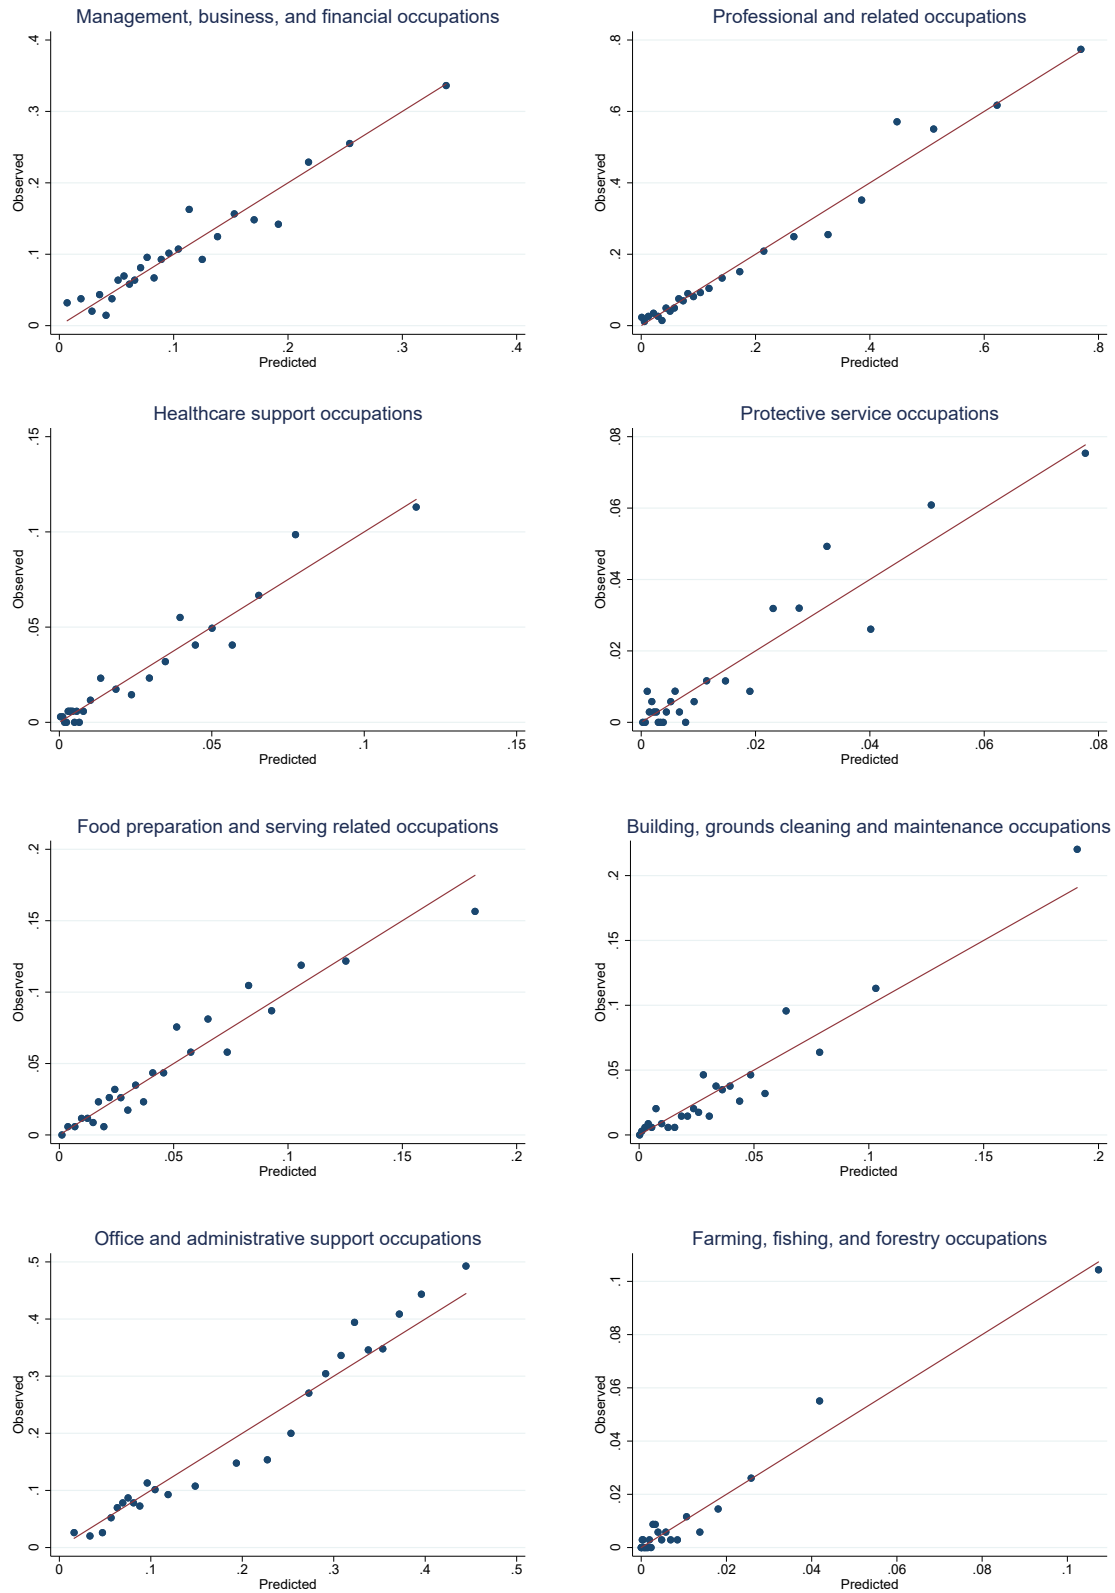 Management, business, and financial occupations
Observed
0 .1 .2 .3 .4
0 .1 .2 .3 .4
Predicted
Professional and related occupations
Observed
0 .2 .4 .6 .8
0 .2 .4 .6 .8
Predicted
Healthcare support occupations
Observed
0 .05 .1 .15
0 .05 .1 .15
Predicted
Protective service occupations
Observed
0 .02 .04 .06 .08
0 .02 .04 .06 .08
Predicted
Food preparation and serving related occupations
Observed
0 .05 .1 .15 .2
0 .05 .1 .15 .2
Predicted
Building, grounds cleaning and maintenance occupations
Observed
0 .05 .1 .15 .2
0 .05 .1 .15 .2
Predicted
Office and administrative support occupations
Observed
0 .1 .2 .3 .4 .5
0 .1 .2 .3 .4 .5
Predicted
Farming, fishing, and forestry occupations
Observed
0 .02 .04 .06 .08 .1
0 .02 .04 .06 .08 .1
Predicted